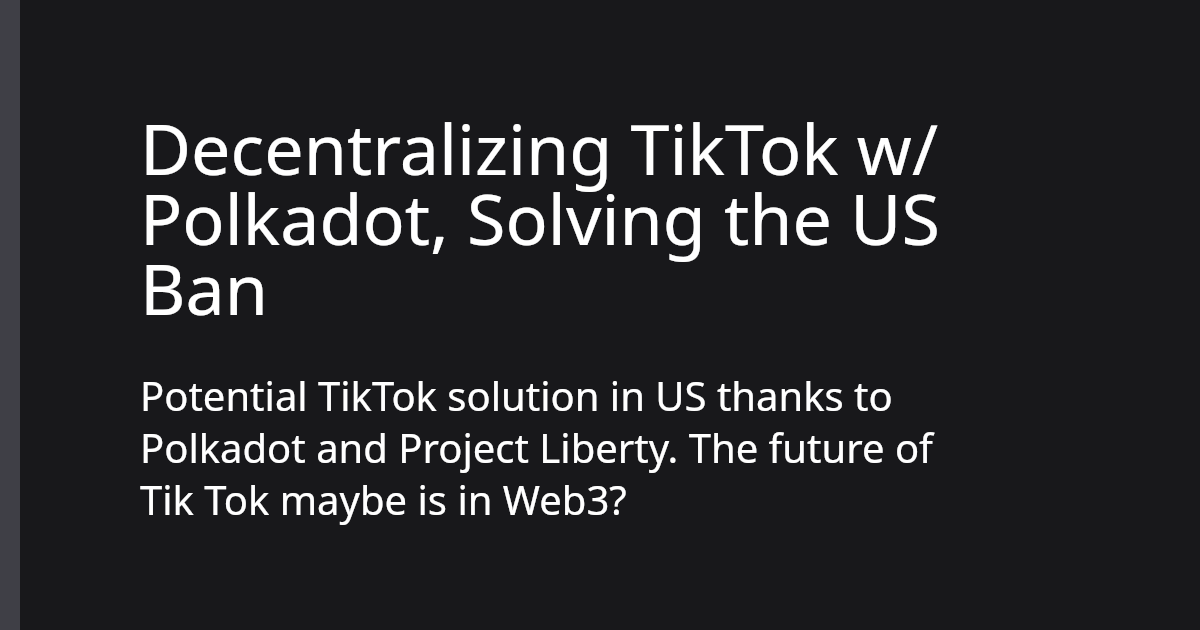 Decentralizing TikTok w/
Polkadot, Solving the US
Ban
Potential TikTok solution in US thanks to
Polkadot and Project Liberty. The future of
Tik Tok maybe is in Web3?